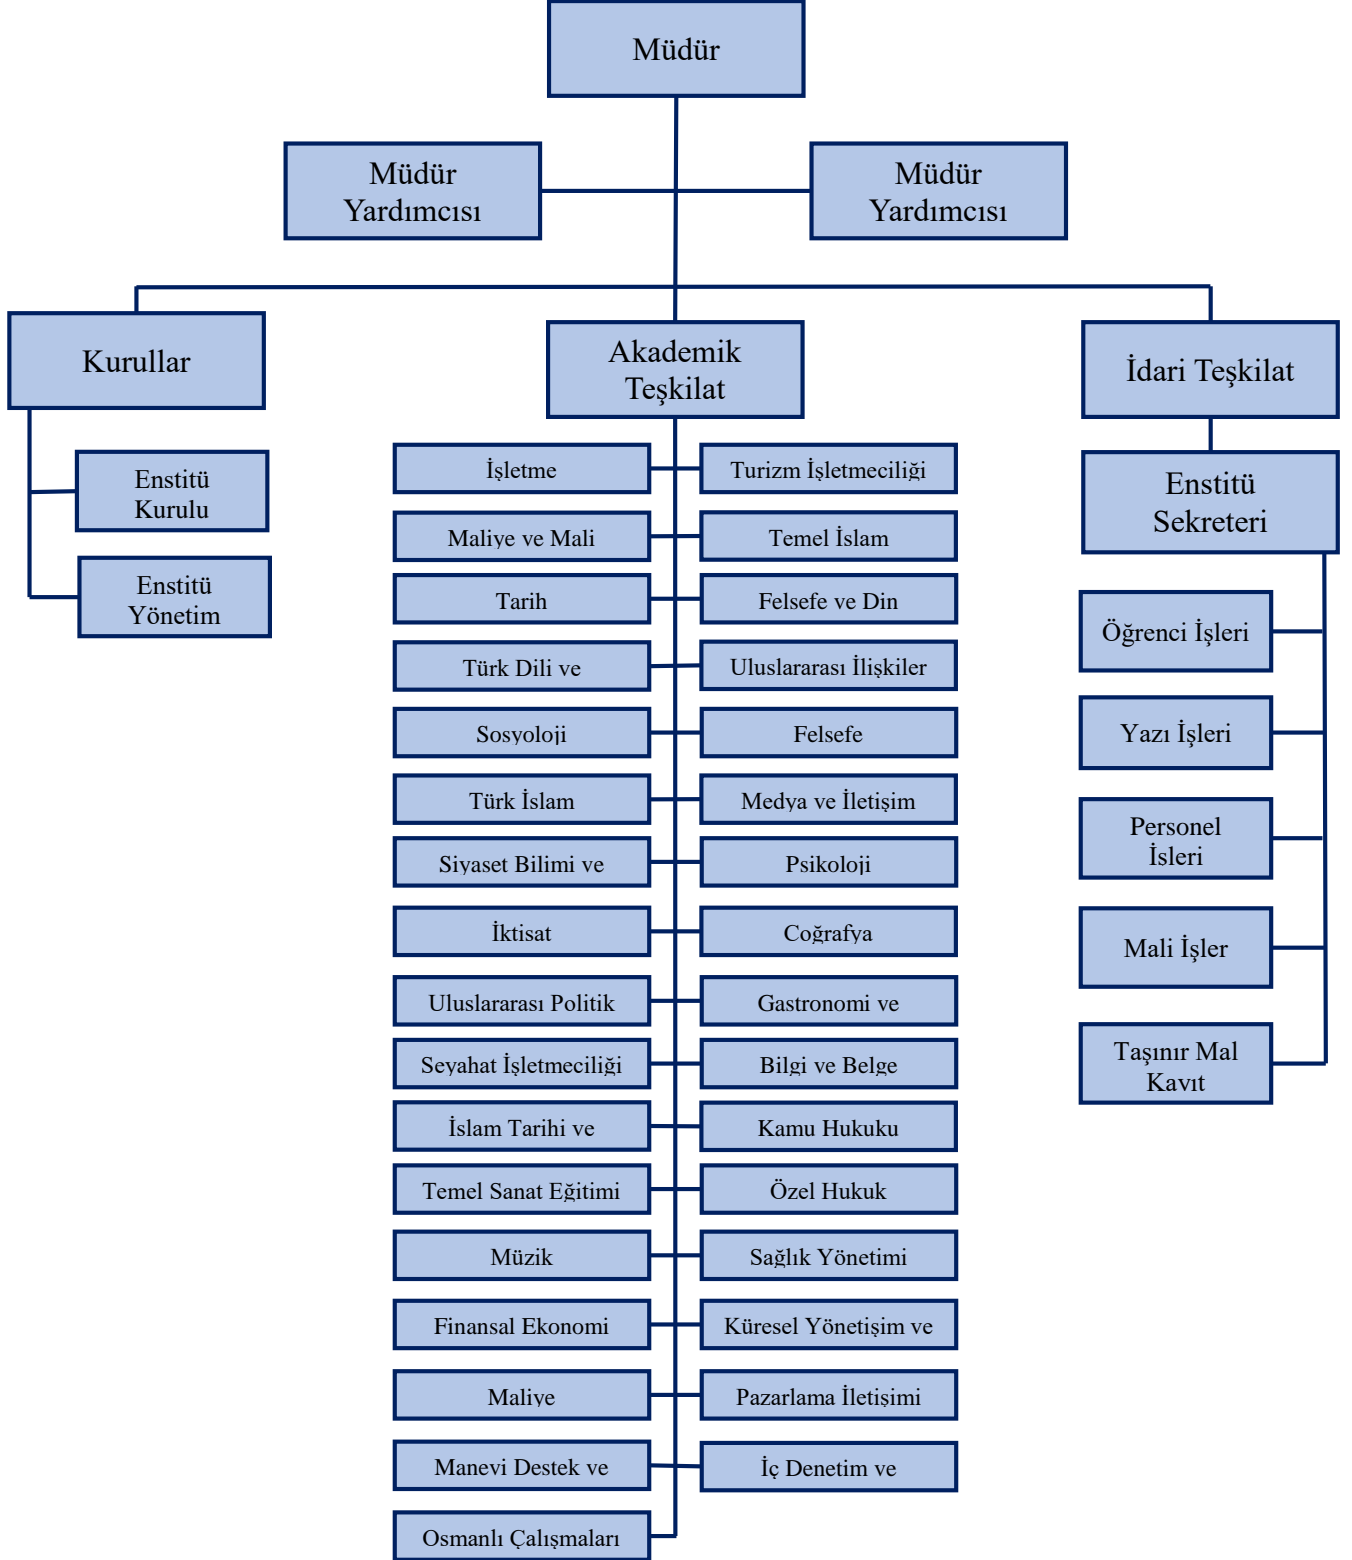 Müdür
Müdür
Yardımcısı
Müdür
Yardımcısı
Kurullar
Enstitü
Kurulu
Enstitü
Yönetim
Akademik
Teşkilat
İşletme
Turizm İşletmeciliği
Maliye ve Mali
Temel İslam
Tarih
Felsefe ve Din
Türk Dili ve
Uluslararası İlişkiler
Sosyoloji
Felsefe
Türk İslam
Medya ve İletişim
Siyaset Bilimi ve
Psikoloji
İktisat
Coğrafya
Uluslararası Politik
Gastronomi ve
Seyahat İşletmeciliği
Bilgi ve Belge
İslam Tarihi ve
Kamu Hukuku
Temel Sanat Eğitimi
Özel Hukuk
Müzik
Sağlık Yönetimi
Finansal Ekonomi
Küresel Yönetişim ve
Maliye
Pazarlama İletişimi
Manevi Destek ve
İç Denetim ve
Osmanlı Çalışmaları
İdari Teşkilat
Enstitü
Sekreteri
Öğrenci İşleri
Yazı İşleri
Personel
İşleri
Mali İşler
Taşınır Mal
Kayıt